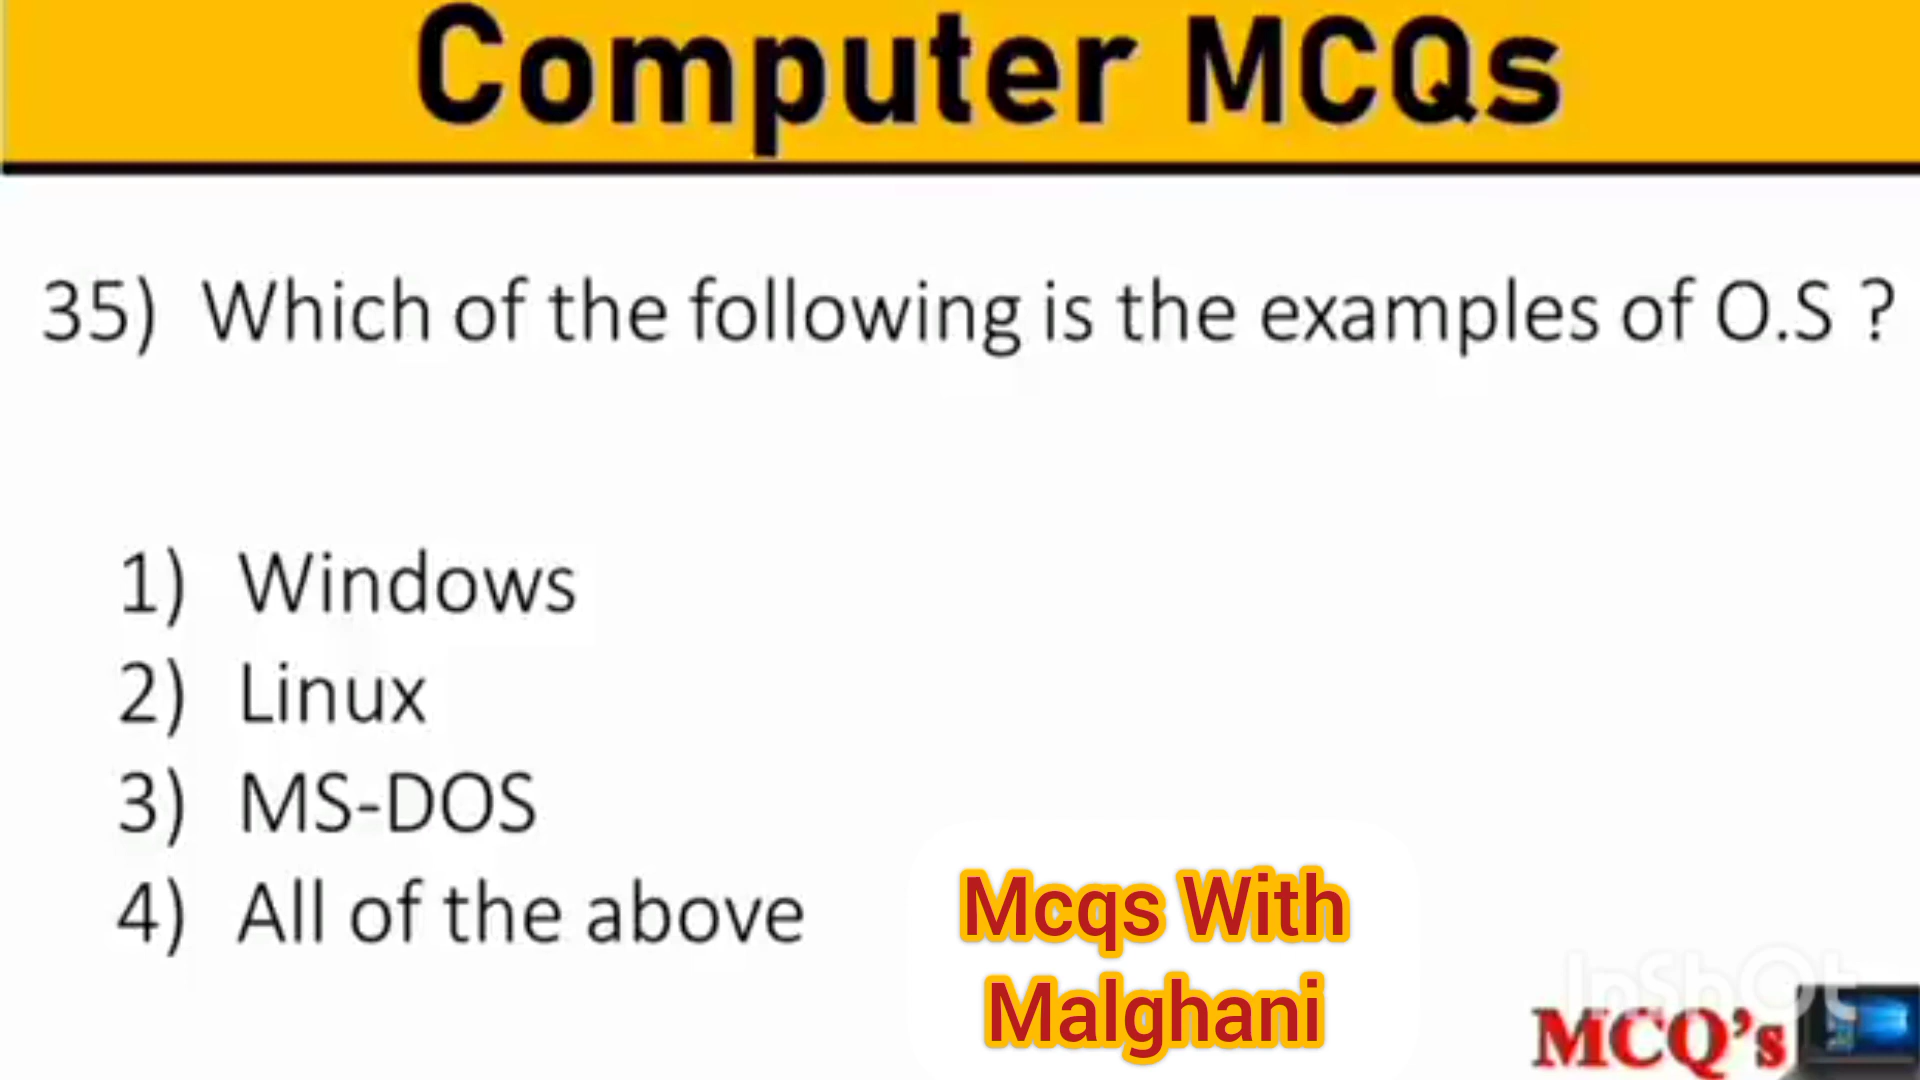 Computer MCQs
35) Which of the following is the examples of O.S ?
1) Windows
2) Linux
3) MS-DOS
4) All of the above
Mcqs With
Malghani
InShOt
MCQ's